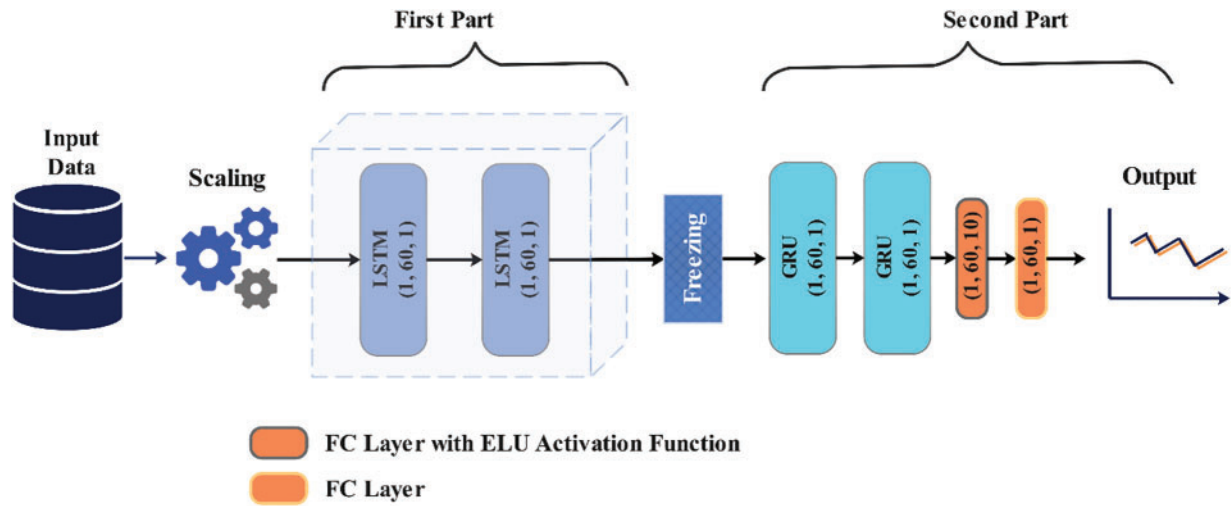 First Part
Second Part
Input
Data
Scaling
LSTM
(1, 60, 1)
LSTM
(1, 60, 1)
Freezing
GRU
(1, 60, 1)
GRU
(1, 60, 1)
(1, 60, 10)
(1, 60, 1)
Output
FC Layer with ELU Activation Function
FC Layer